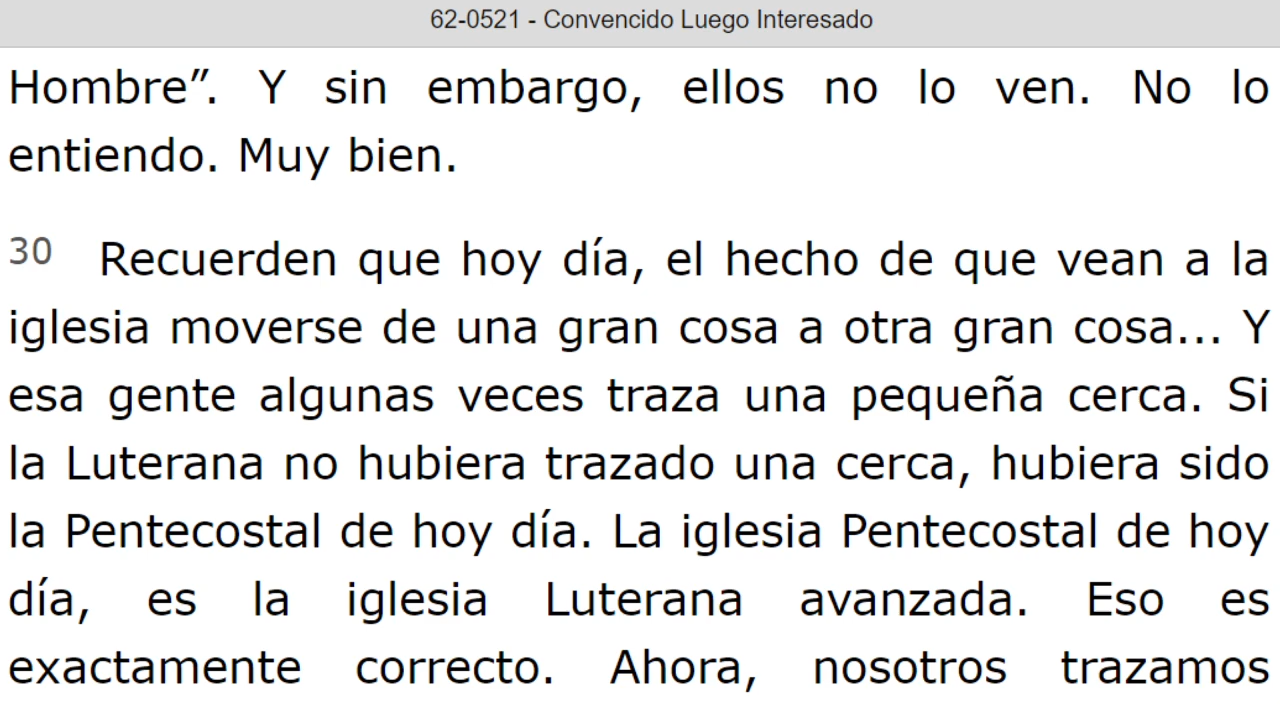 62-0521 - Convencido Luego Interesado
Hombre”. Y sin embargo, ellos no lo ven. No lo
entiendo. Muy bien.
30 Recuerden que hoy día, el hecho de que vean a la
iglesia moverse de una gran cosa a otra gran cosa... Y
esa gente algunas veces traza una pequeña cerca. Si
la Luterana no hubiera trazado una cerca, hubiera sido
la Pentecostal de hoy día. La iglesia Pentecostal de hoy
día, es la iglesia Luterana avanzada. Eso es
exactamente correcto. Ahora, nosotros trazamos